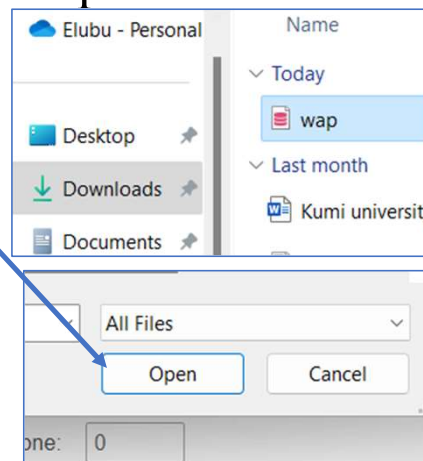 Elubu - Personal
Name
Today
wap
Desktop
Downloads
Last month
Kumi universit
Documents
All Files
Open
Cancel
one:
0